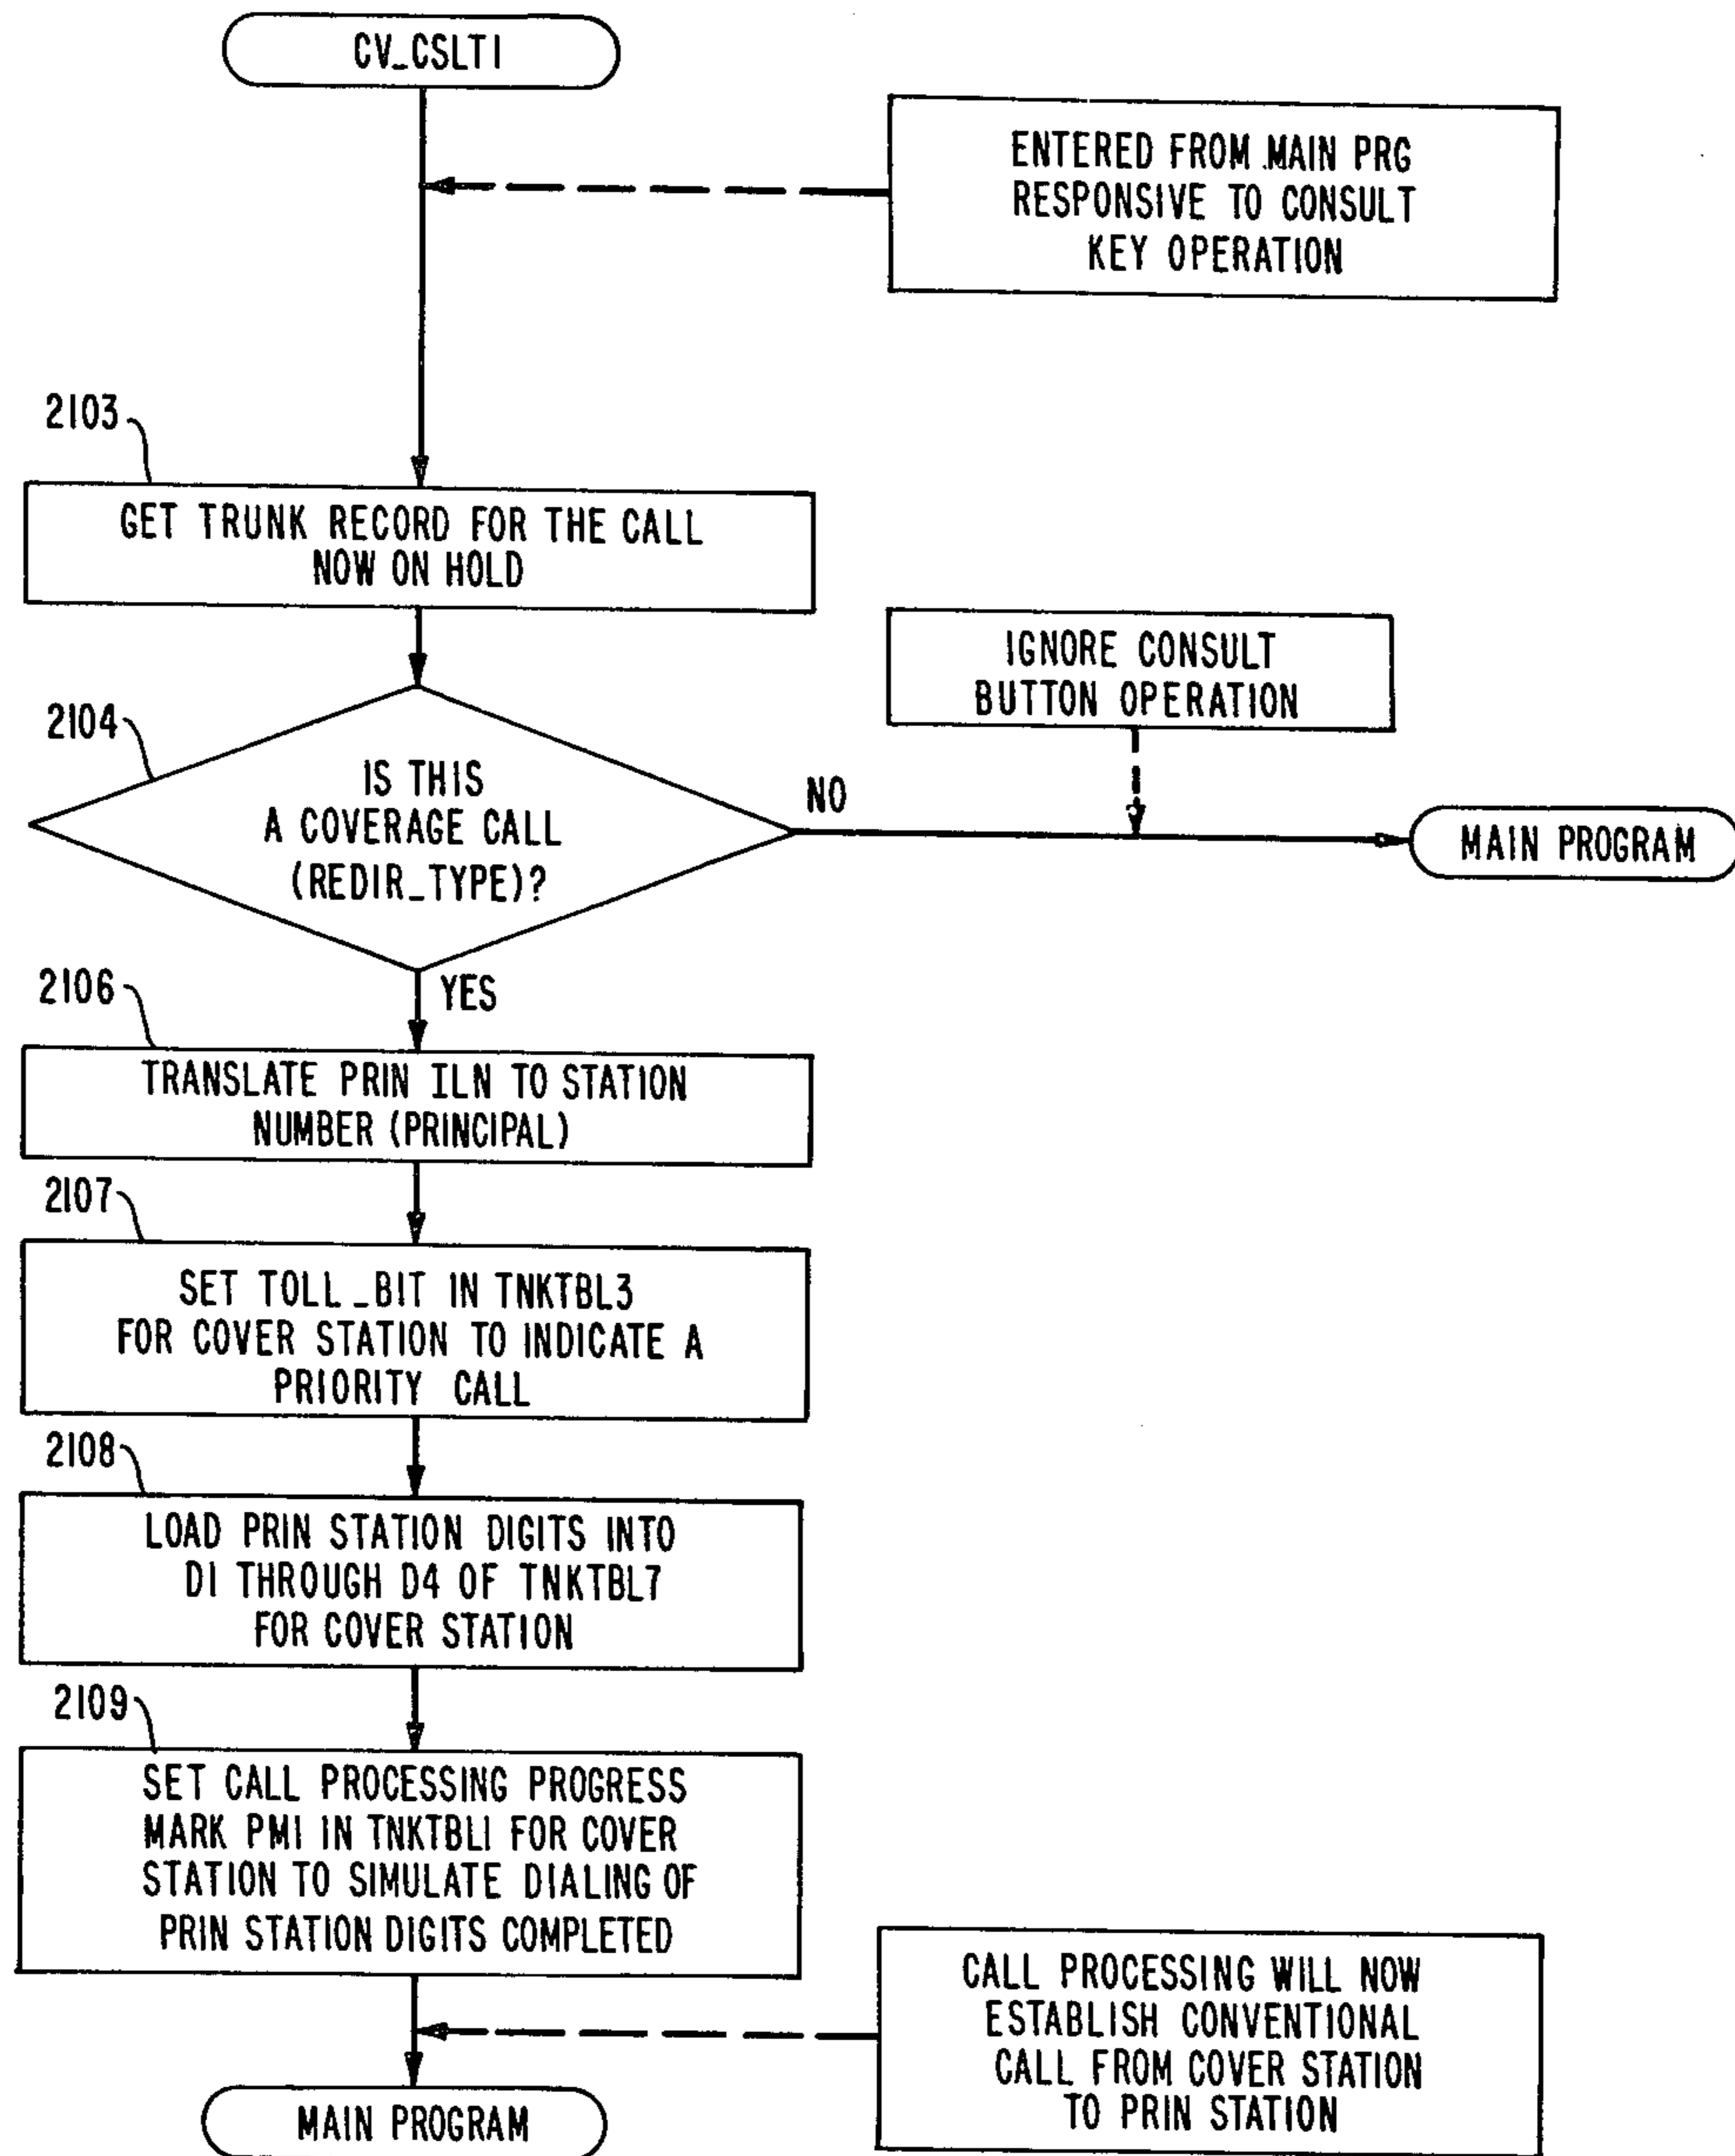 CV_CSLT1
ENTERED FROM MAIN PRG
RESPONSIVE TO CONSULT
KEY OPERATION
2103
GET TRUNK RECORD FOR THE CALL
NOW ON HOLD
IGNORE CONSULT
BUTTON OPERATION
2104
IS THIS
A COVERAGE CALL
(REDIR_TYPE)?
NO
MAIN PROGRAM
YES
2106
TRANSLATE PRIN ILN TO STATION
NUMBER (PRINCIPAL)
2107
SET TOLL_BIT IN TNKTBL3
FOR COVER STATION TO INDICATE A
PRIORITY CALL
2108
LOAD PRIN STATION DIGITS INTO
D1 THROUGH D4 OF TNKTBL7
FOR COVER STATION
2109
SET CALL PROCESSING PROGRESS
MARK PM1 IN TNKTBL1 FOR COVER
STATION TO SIMULATE DIALING OF
PRIN STATION DIGITS COMPLETED
CALL PROCESSING WILL NOW
ESTABLISH CONVENTIONAL
CALL FROM COVER STATION
TO PRIN STATION
MAIN PROGRAM